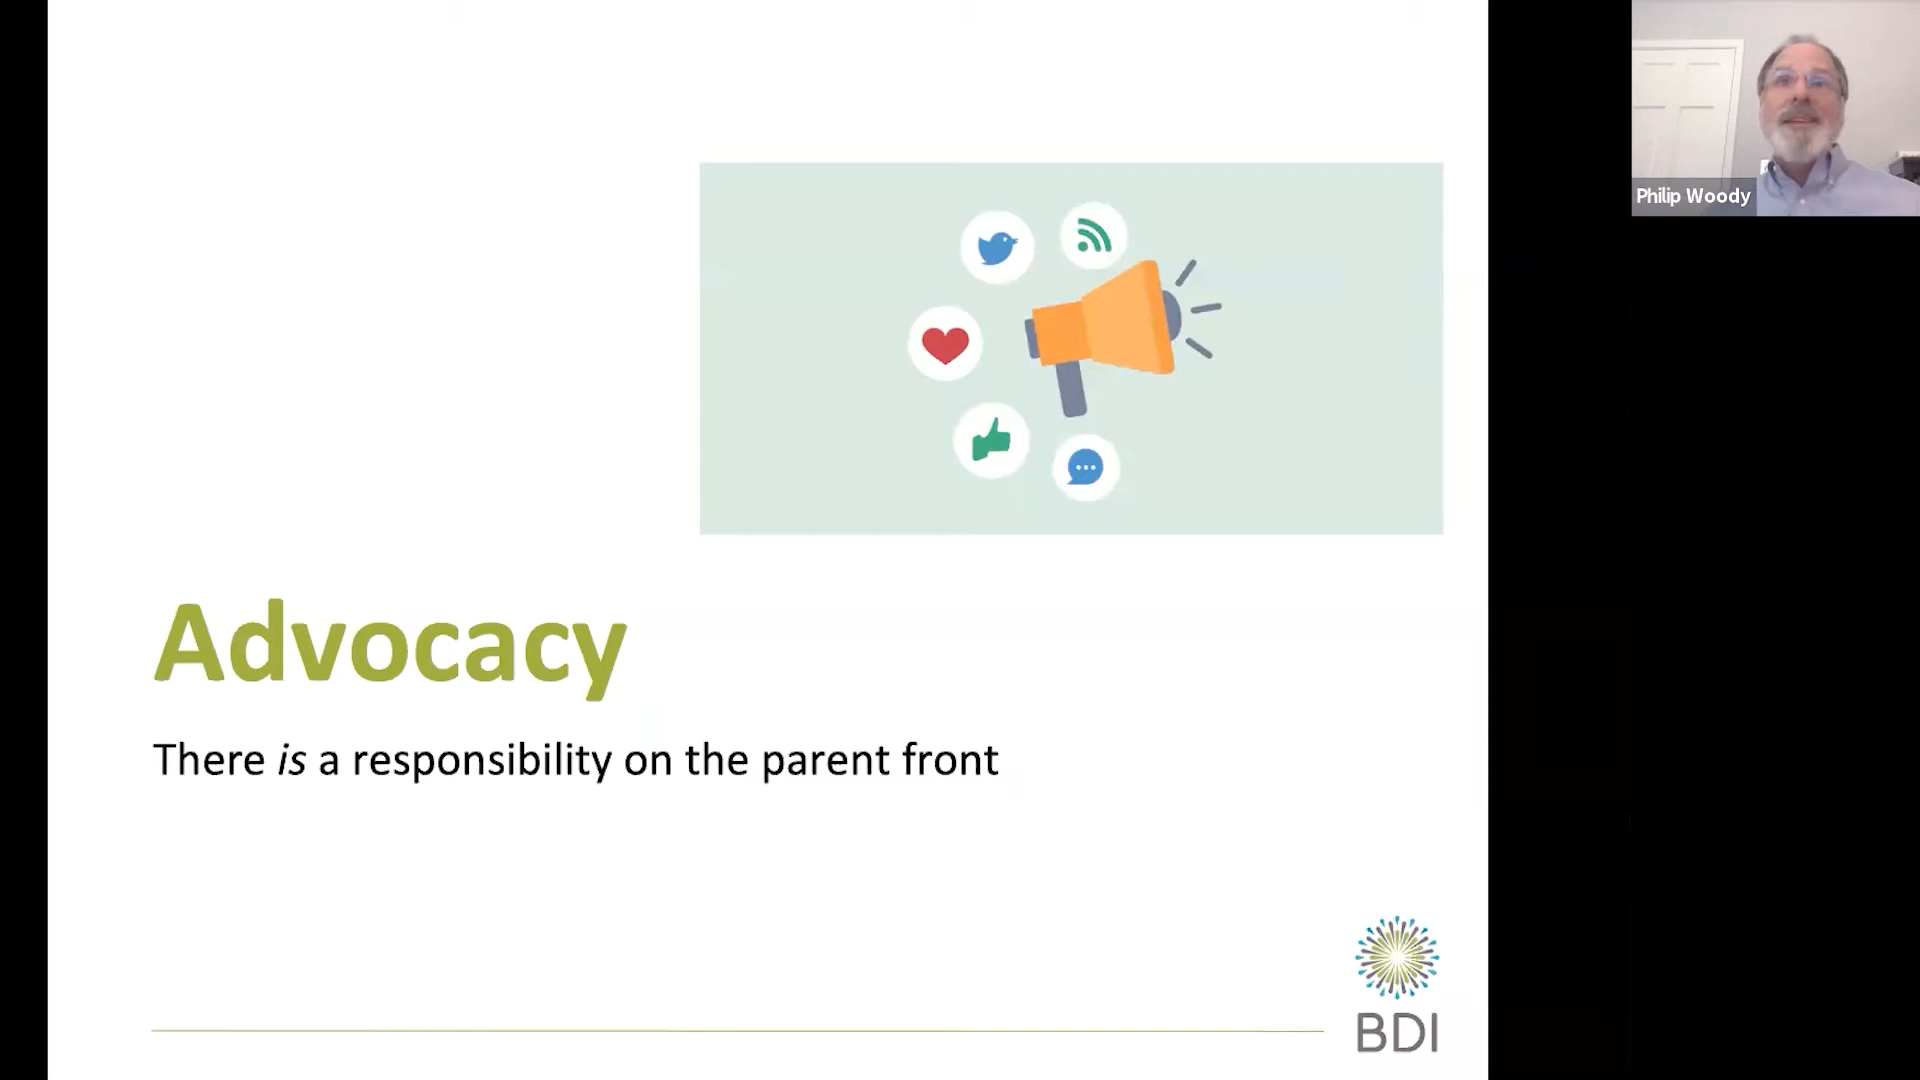 Philip Woody
Advocacy
There is a responsibility on the parent front
BDI